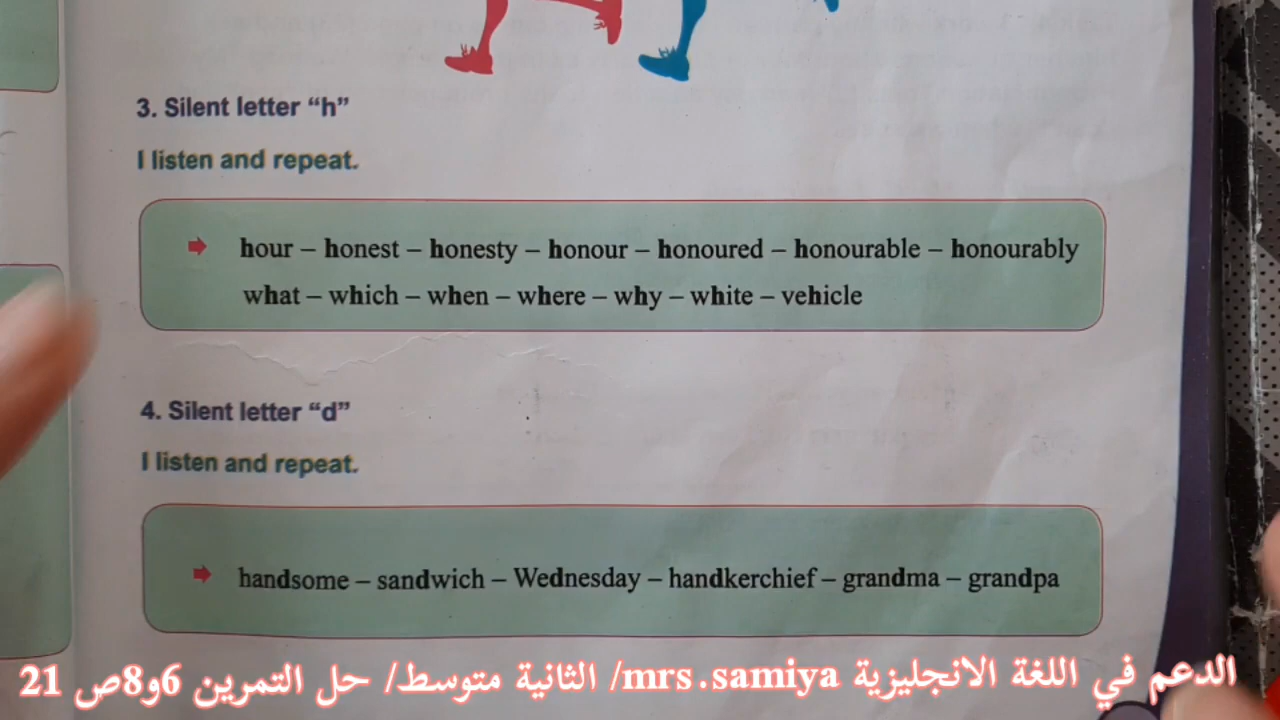 3. Silent letter “h”
I listen and repeat.
hour – honest – honesty – honour – honoured – honourable – honourably
what – which – when – where – why – white – vehicle
4. Silent letter “d”
I listen and repeat.
handsome – sandwich – Wednesday – handkerchief – grandma – grandpa
الدعم في اللغة الانجليزية mrs.samiya/ الثانية متوسط/ حل التمرين 6و8ص 21